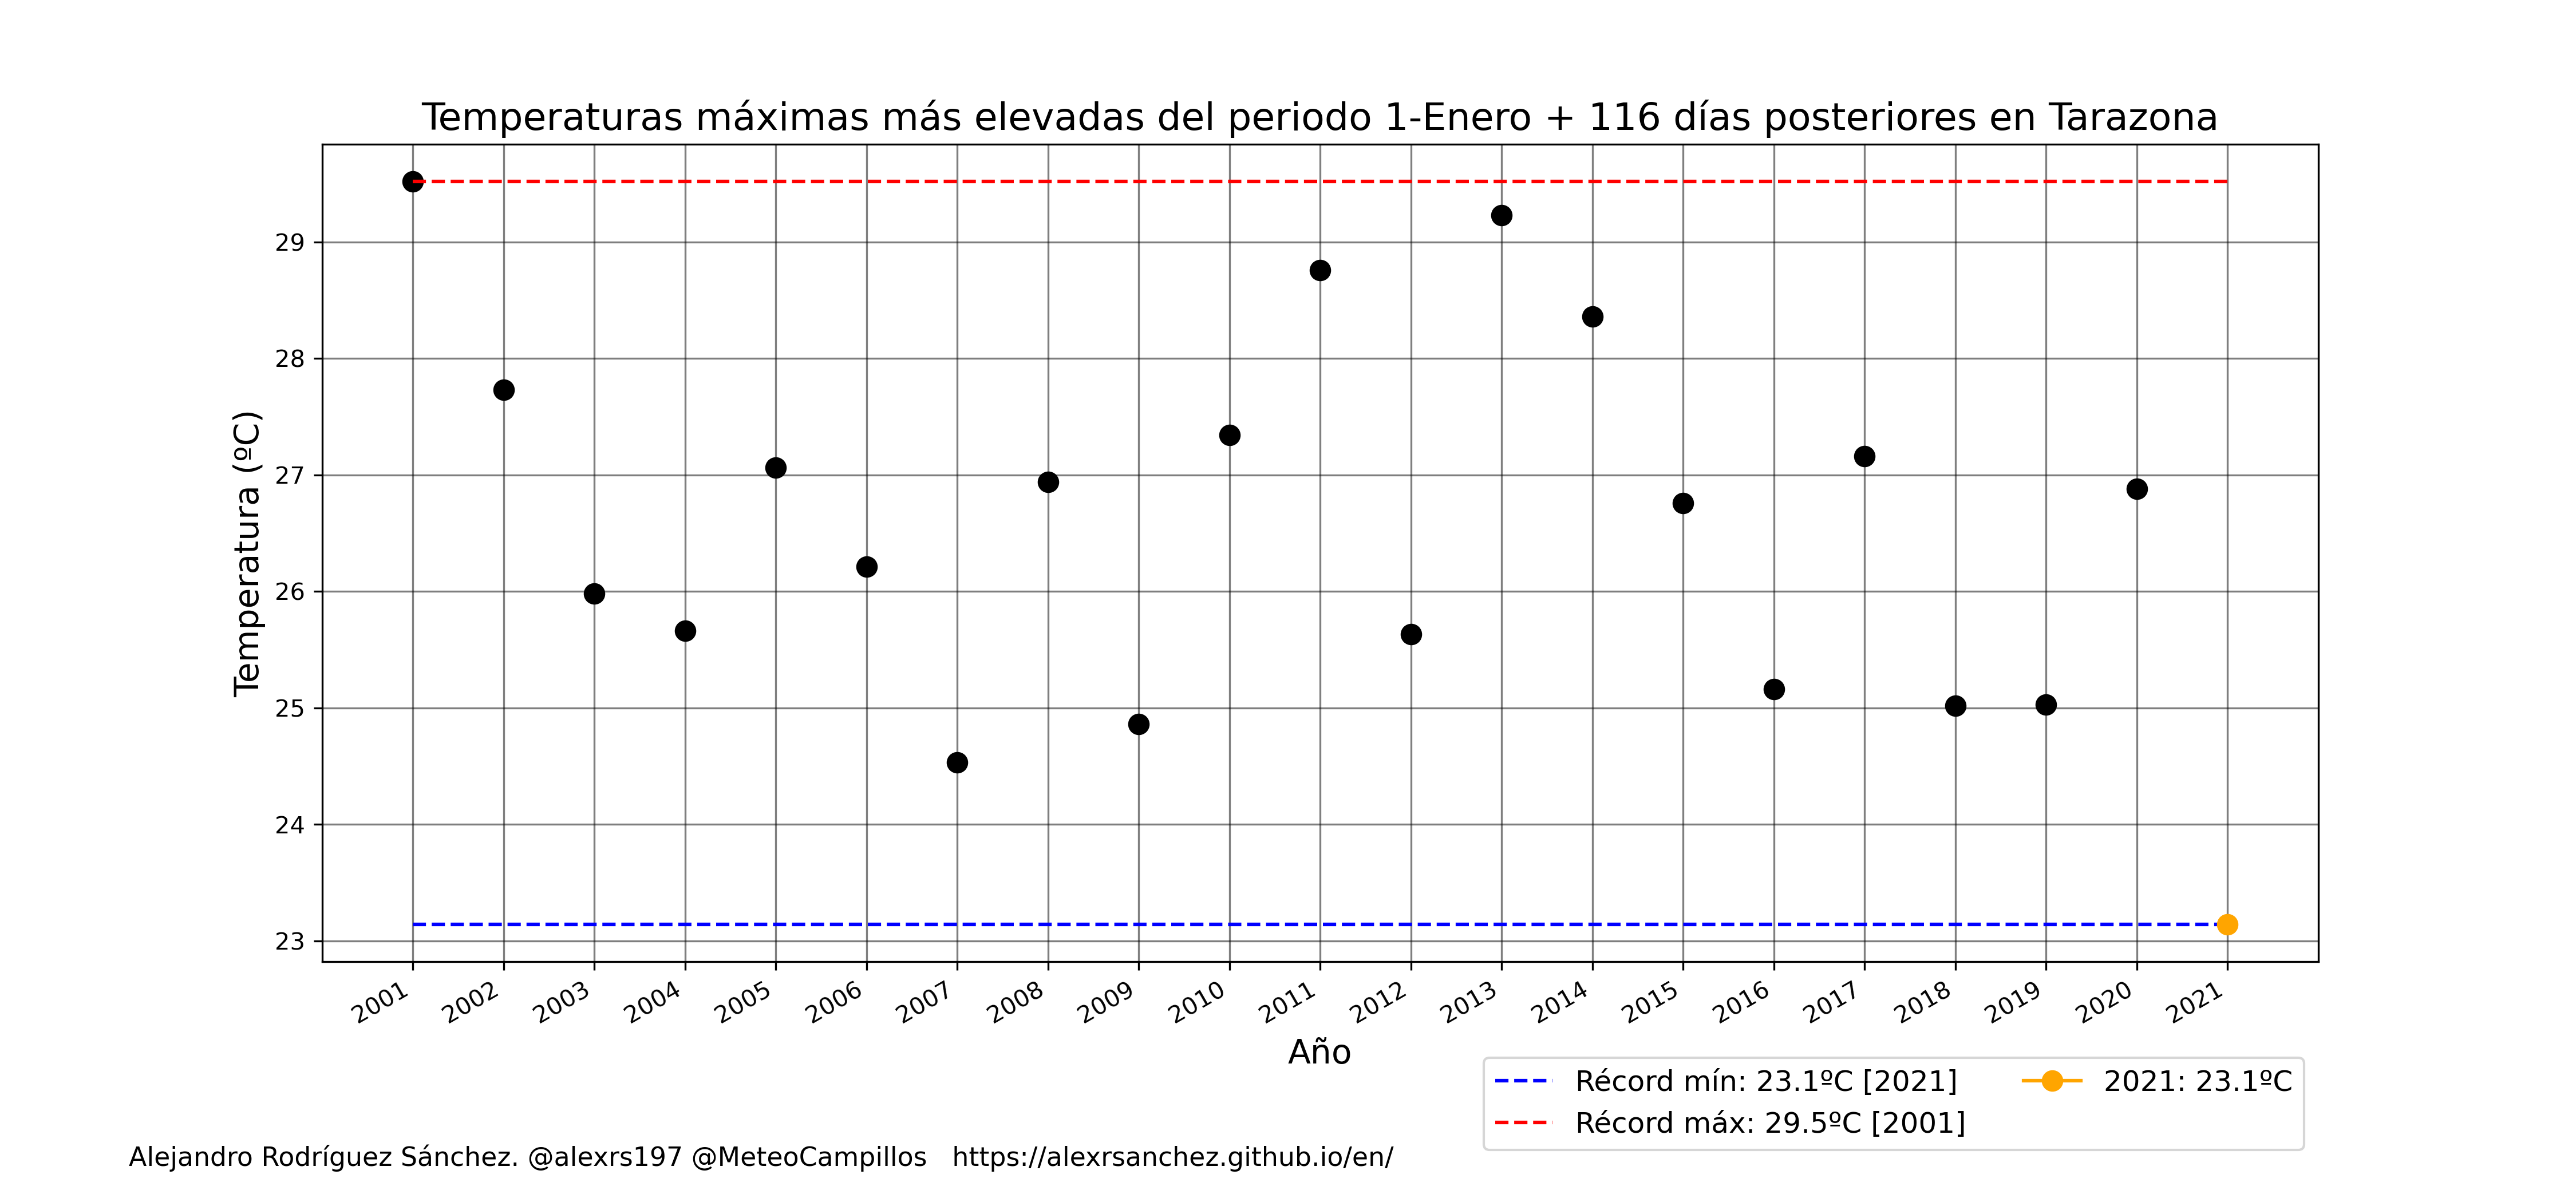 Temperaturas máximas más elevadas del periodo 1-Enero + 116 días posteriores en Tarazona
Temperatura (ºC)
29
28
27
26
25
24
23
2001 2002 2003 2004 2005 2006 2007 2008 2009 2010 2011 2012 2013 2014 2015 2016 2017 2018 2019 2020 2021
Año
Récord mín: 23.1ºC [2021]
Récord máx: 29.5ºC [2001]
2021: 23.1ºC
Alejandro Rodríguez Sánchez. @alexrs197 @MeteoCampillos https://alexrsanchez.github.io/en/